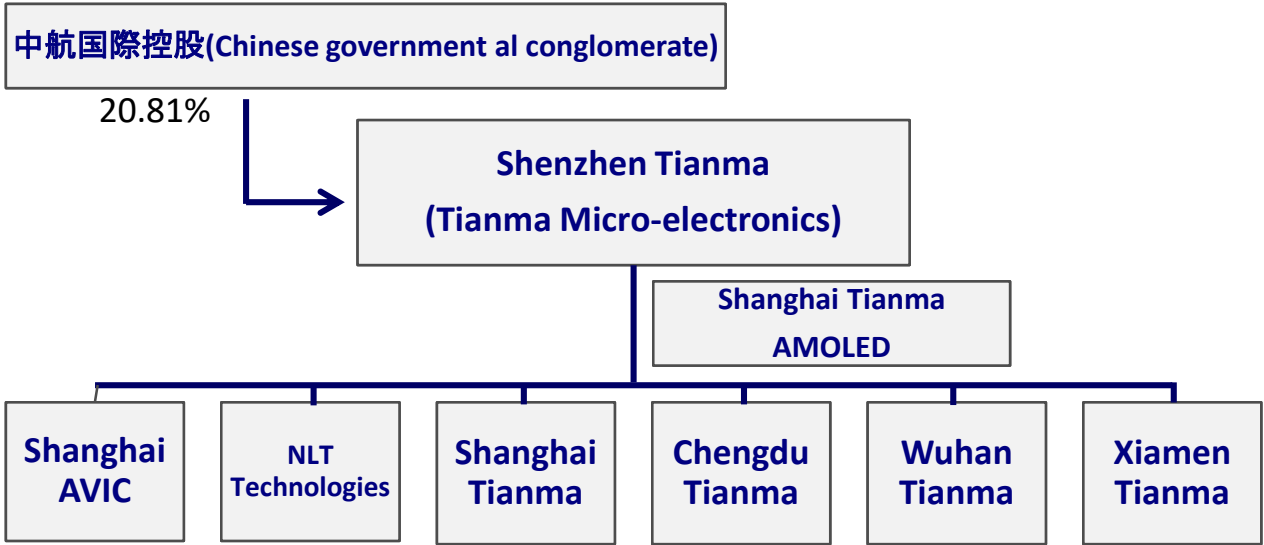 中航国際控股(Chinese government al conglomerate)
20.81%
Shenzhen Tianma
(Tianma Micro-electronics)
Shanghai Tianma
AMOLED
Shanghai
AVIC
NLT
Technologies
Shanghai
Tianma
Chengdu
Tianma
Wuhan
Tianma
Xiamen
Tianma